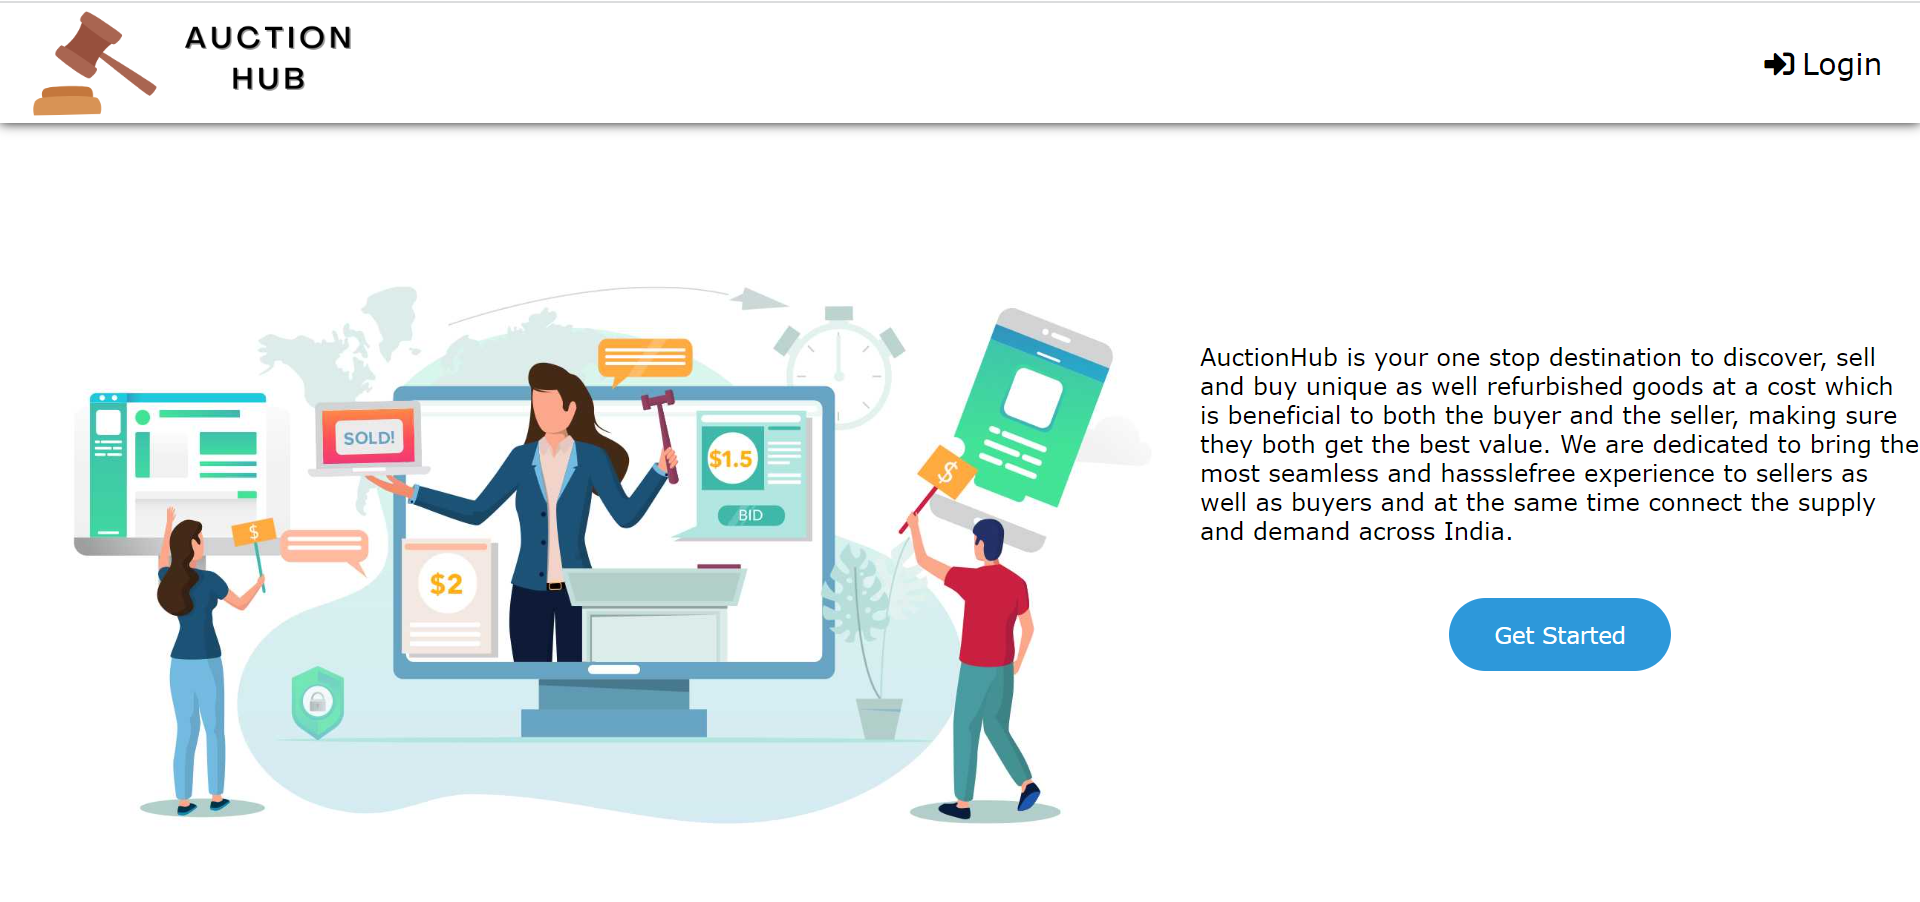 AUCTION
HUB
Login
SOLD!
$1.5
BID
$
$
$2
AuctionHub is your one stop destination to discover, sell
and buy unique as well refurbished goods at a cost which
is beneficial to both the buyer and the seller, making sure
they both get the best value. We are dedicated to bring the
most seamless and hassslefree experience to sellers as
well as buyers and at the same time connect the supply
and demand across India.
Get Started